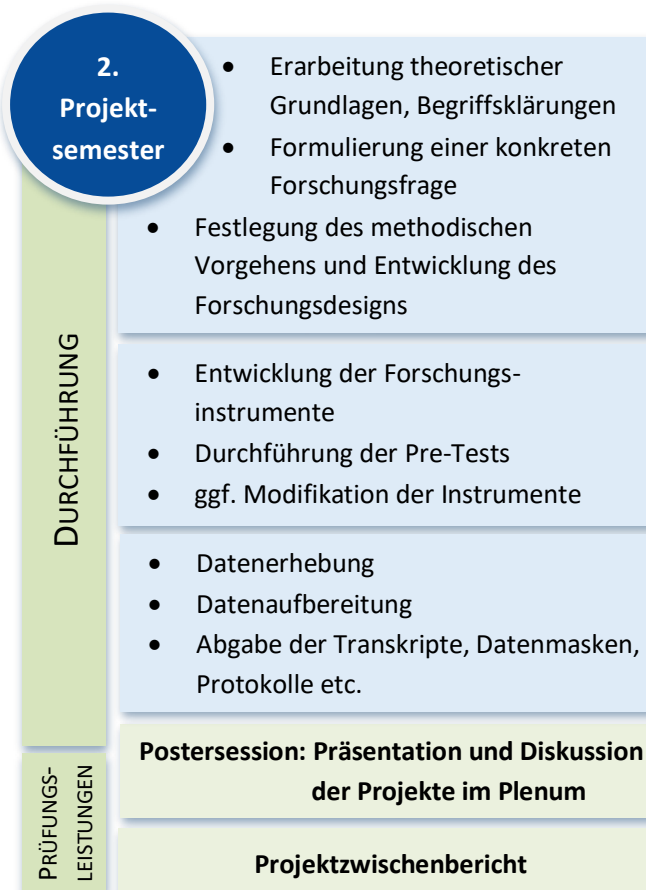 2.
Projekt-
semester
• Erarbeitung theoretischer
Grundlagen, Begriffsklärungen
• Formulierung einer konkreten
Forschungsfrage
• Festlegung des methodischen
Vorgehens und Entwicklung des
Forschungsdesigns
DURCHFÜHRUNG
• Entwicklung der Forschungs-
instrumente
• Durchführung der Pre-Tests
• ggf. Modifikation der Instrumente
• Datenerhebung
• Datenaufbereitung
• Abgabe der Transkripte, Datenmasken,
Protokolle etc.
PRÜFUNGS-
LEISTUNGEN
Postersession: Präsentation und Diskussion
der Projekte im Plenum
Projektzwischenbericht